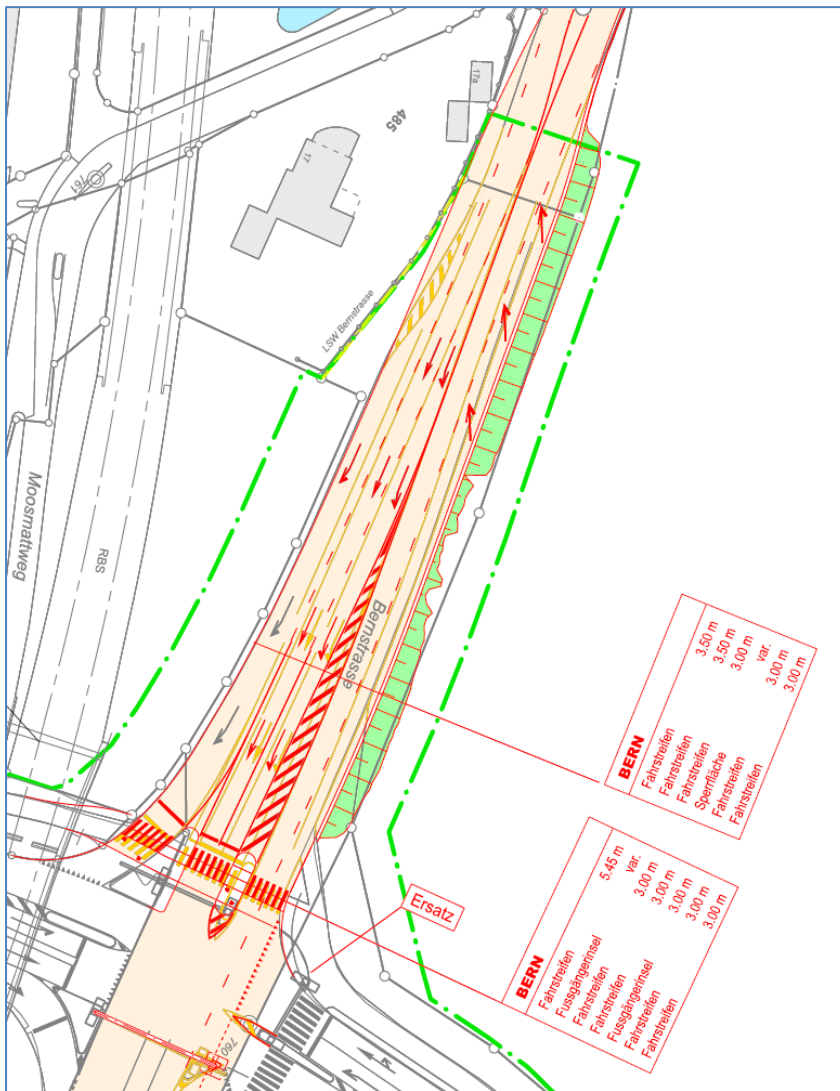 17a
485
17
761
LSW Bernstrasse
Moosmattweg
RBS
Bernstrasse
BERN
Fahrstreifen 3.50 m
Fahrstreifen 3.50 m
Fahrstreifen 3.00 m
Sperrfläche var.
Fahrstreifen 3.00 m
Fahrstreifen 3.00 m
Ersatz
BERN
Fahrstreifen 5.45 m
Fussgängerinsel var.
Fahrstreifen 3.00 m
Fahrstreifen 3.00 m
Fussgängerinsel 3.00 m
Fahrstreifen 3.00 m
Fahrstreifen 3.00 m
760